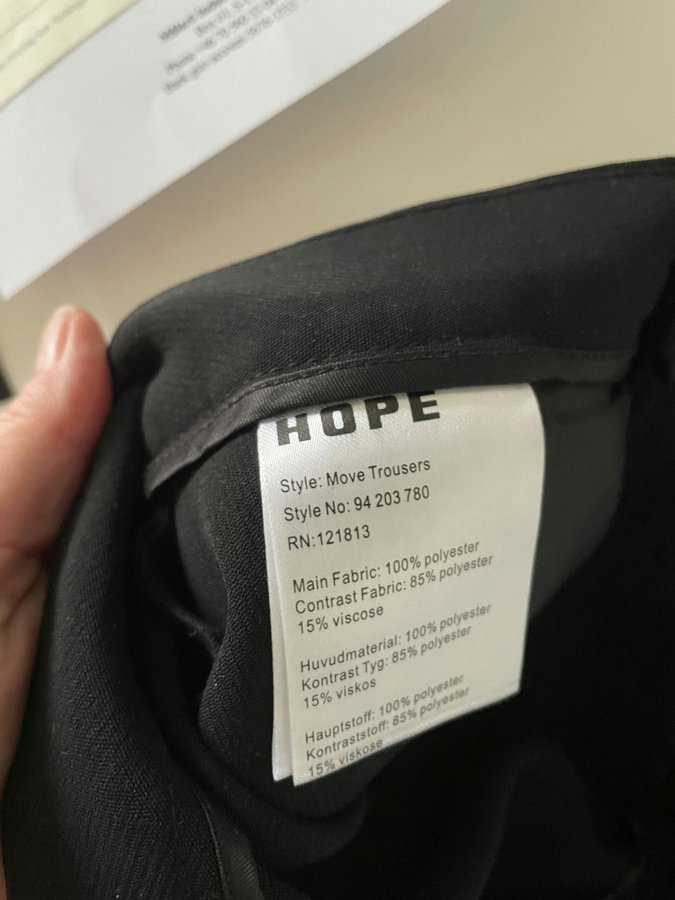 HOPE
Style: Move Trousers
Style No: 94 203 780
RN:121813
Main Fabric: 100% polyester
Contrast Fabric: 85% polyester
15% viscose
Huvudmaterial: 100% polyester
Kontrast Tyg: 85% polyester
15% viskos
Hauptstoff: 100% polyester
Kontraststoff: 85% polyester
15% viskose